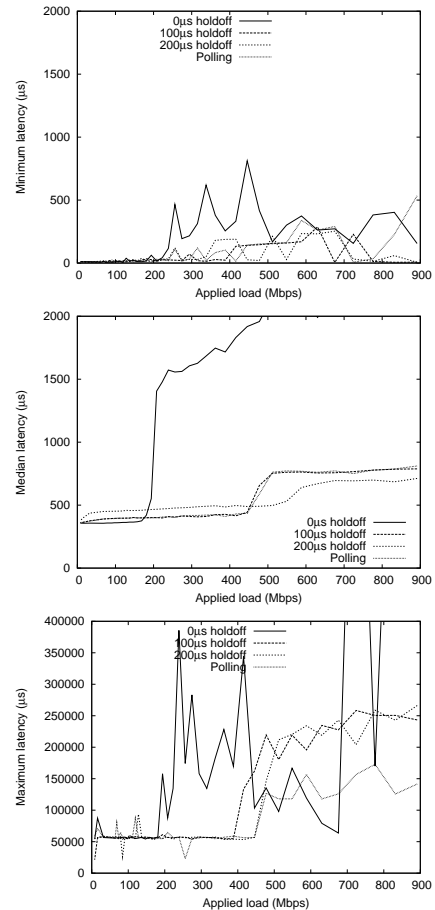 2000
1500
1000
500
0
Minimum latency (μs)
0μs holdoff
100μs holdoff
200μs holdoff
Polling
0 100 200 300 400 500 600 700 800 900
Applied load (Mbps)
2000
1500
1000
500
0
Median latency (μs)
0μs holdoff
100μs holdoff
200μs holdoff
Polling
0 100 200 300 400 500 600 700 800 900
Applied load (Mbps)
400000
350000
300000
250000
200000
150000
100000
50000
0
Maximum latency (μs)
0μs holdoff
100μs holdoff
200μs holdoff
Polling
0 100 200 300 400 500 600 700 800 900
Applied load (Mbps)